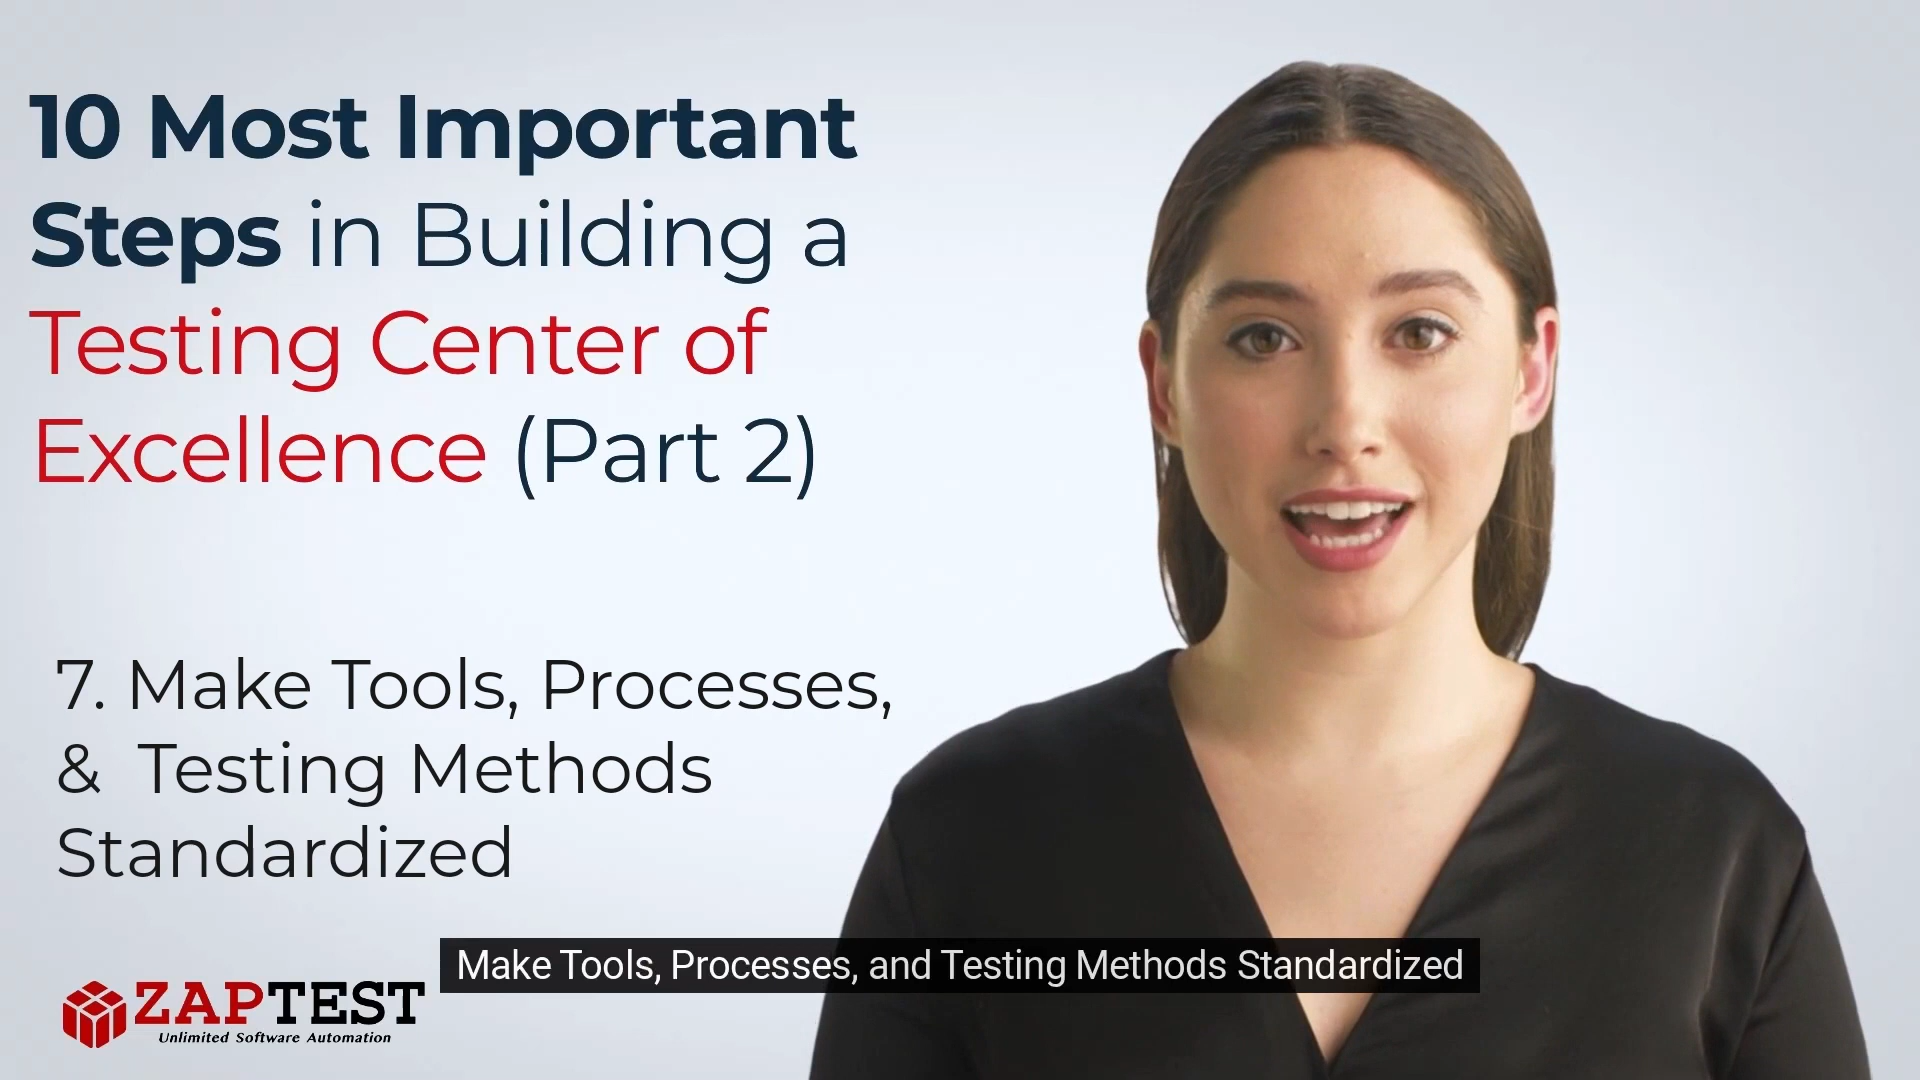 10 Most Important
Steps in Building a
Testing Center of
Excellence (Part 2)
7. Make Tools, Processes,
& Testing Methods
Standardized
Make Tools, Processes, and Testing Methods Standardized
ZAPTEST
Unlimited Software Automation